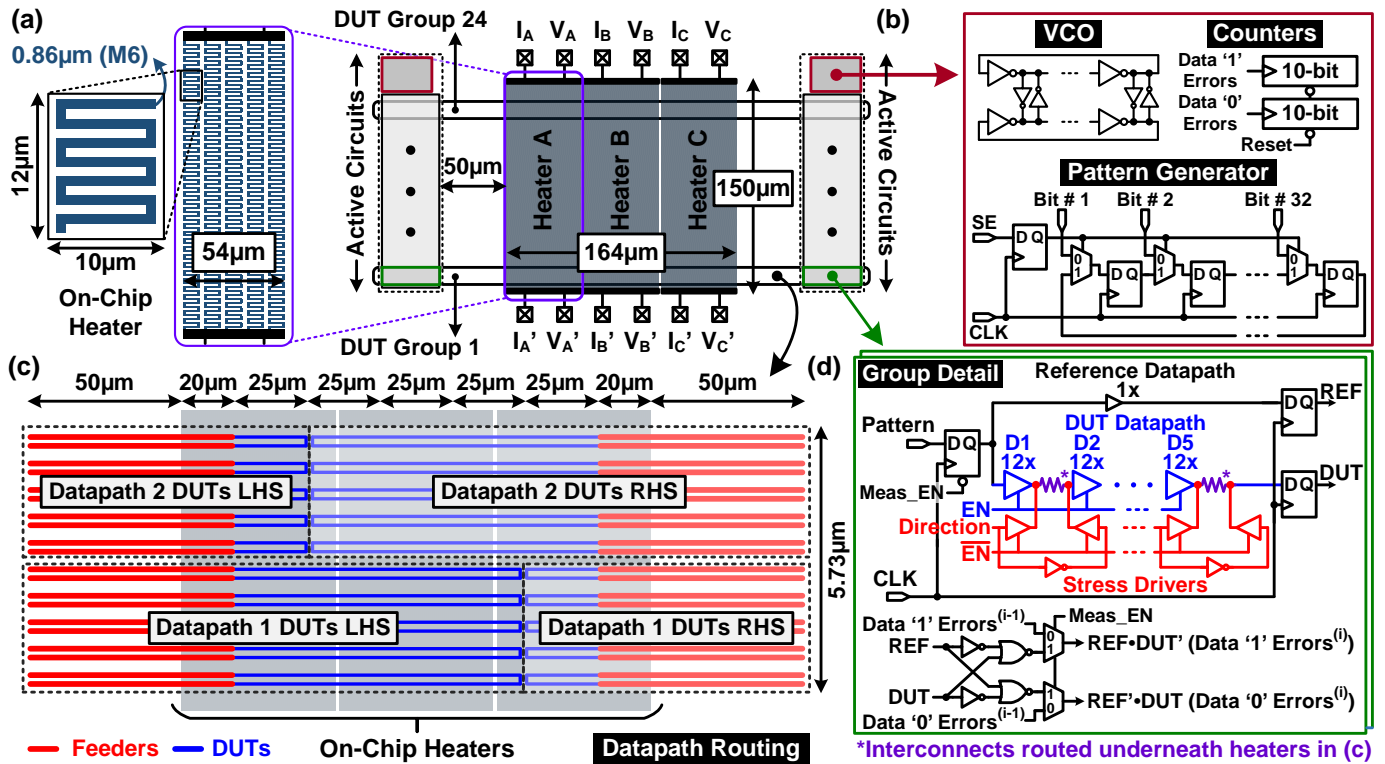 (a)
DUT Group 24
0.86µm (M6)
12µm
10µm
On-Chip
Heater
54µm
I_A V_A I_B V_B I_C V_C
Active Circuits
50µm
Heater A
Heater B
Heater C
150µm
164µm
Active Circuits
DUT Group 1
I_A' V_A' I_B' V_B' I_C' V_C'
(b)
VCO
Counters
Data '1'
Errors
10-bit
Data '0'
Errors
10-bit
Reset
Pattern Generator
Bit # 1 Bit # 2 Bit # 32
SE
D Q
0
1
D Q
0
1
D Q
0
1
D Q
CLK
(c)
50µm 20µm 25µm 25µm 25µm 25µm 25µm 20µm 50µm
Datapath 2 DUTs LHS
Datapath 2 DUTs RHS
Datapath 1 DUTs LHS
Datapath 1 DUTs RHS
5.73µm
Feeders
DUTs
On-Chip Heaters
Datapath Routing
(d)
Group Detail
Reference Datapath
1x
D Q
REF
Pattern
D Q
DUT Datapath
D1 D2 D5
12x 12x 12x
* *
D Q
DUT
Meas_EN
EN
Direction
EN
Stress Drivers
CLK
Data '1' Errors(i-1)
Meas_EN
REF
0
1
REF•DUT' (Data '1' Errors(i))
DUT
1
0
REF'•DUT (Data '0' Errors(i))
Data '0' Errors(i-1)
*Interconnects routed underneath heaters in (c)